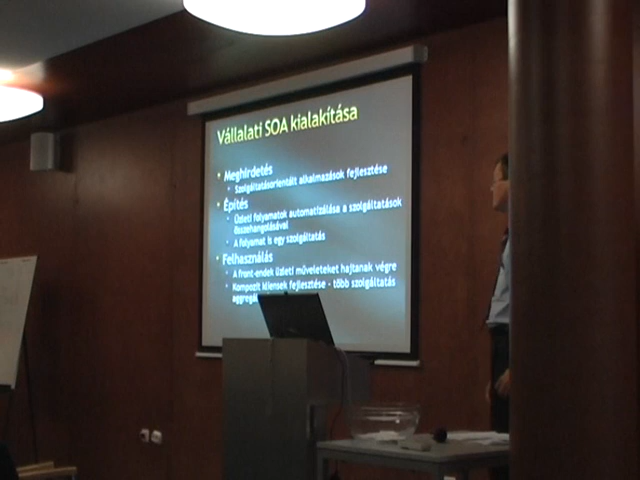 Vállalati SOA kialakítása
Meghirdetés
Szolgáltatásorientált alkalmazások fejlesztése
Építés
Üzleti folyamatok automatizálása a szolgáltatások
összehangolásával
A folyamat is egy szolgáltatás
Felhasználás
A front-endek üzleti műveleteket hajtanak végre
Kompozit kliensek fejlesztése - több szolgáltatás